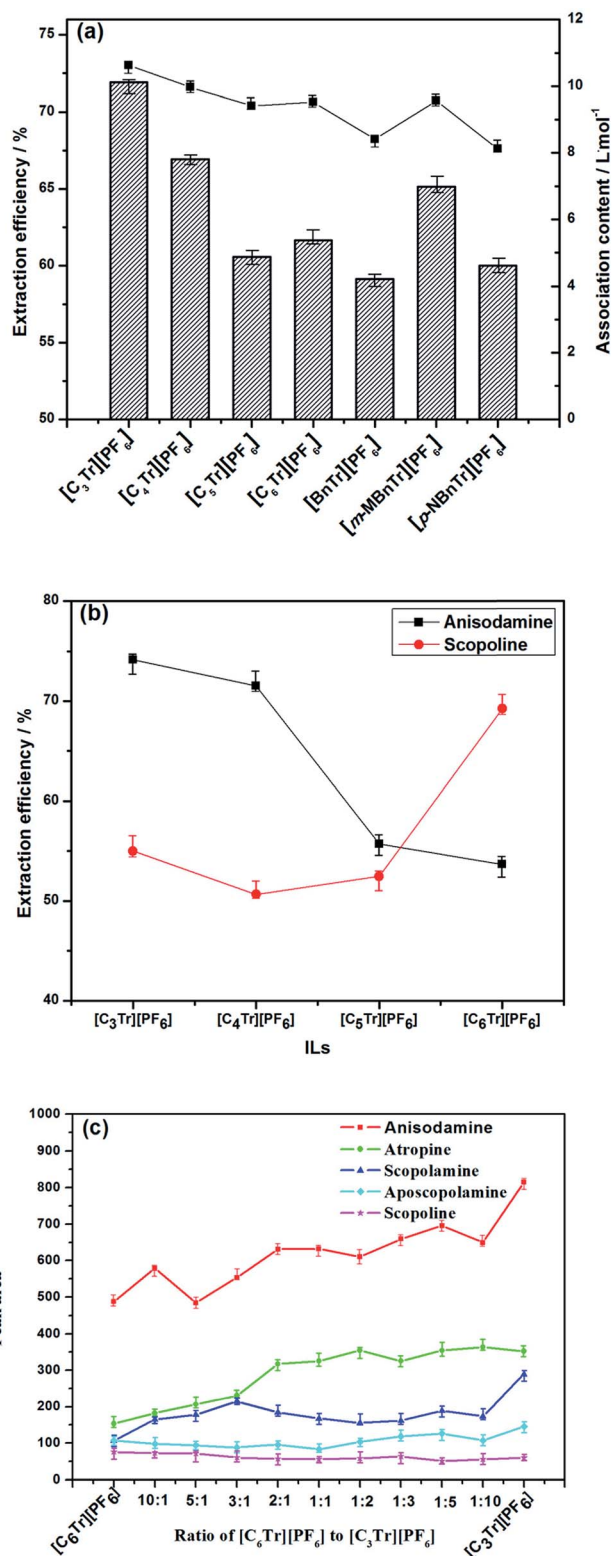 (a)
75
70
65
60
55
50
Extraction efficiency / %
12
10
8
6
4
2
0
Association content / L·mol⁻¹
[C₃Tr][PF₆]
[C₄Tr][PF₆]
[C₅Tr][PF₆]
[C₆Tr][PF₆]
[BnTr][PF₆]
[m-MBnTr][PF₆]
[p-NBnTr][PF₆]
(b)
Anisodamine
Scopoline
80
70
60
50
40
Extraction efficiency / %
[C₃Tr][PF₆] [C₄Tr][PF₆] [C₅Tr][PF₆] [C₆Tr][PF₆]
ILs
(c)
Anisodamine
Atropine
Scopolamine
Aposcopolamine
Scopoline
1000
900
800
700
600
500
400
300
200
100
0
[C₆Tr][PF₆] 10:1 5:1 3:1 2:1 1:1 1:2 1:3 1:5 1:10 [C₃Tr][PF₆]
Ratio of [C₆Tr][PF₆] to [C₃Tr][PF₆]